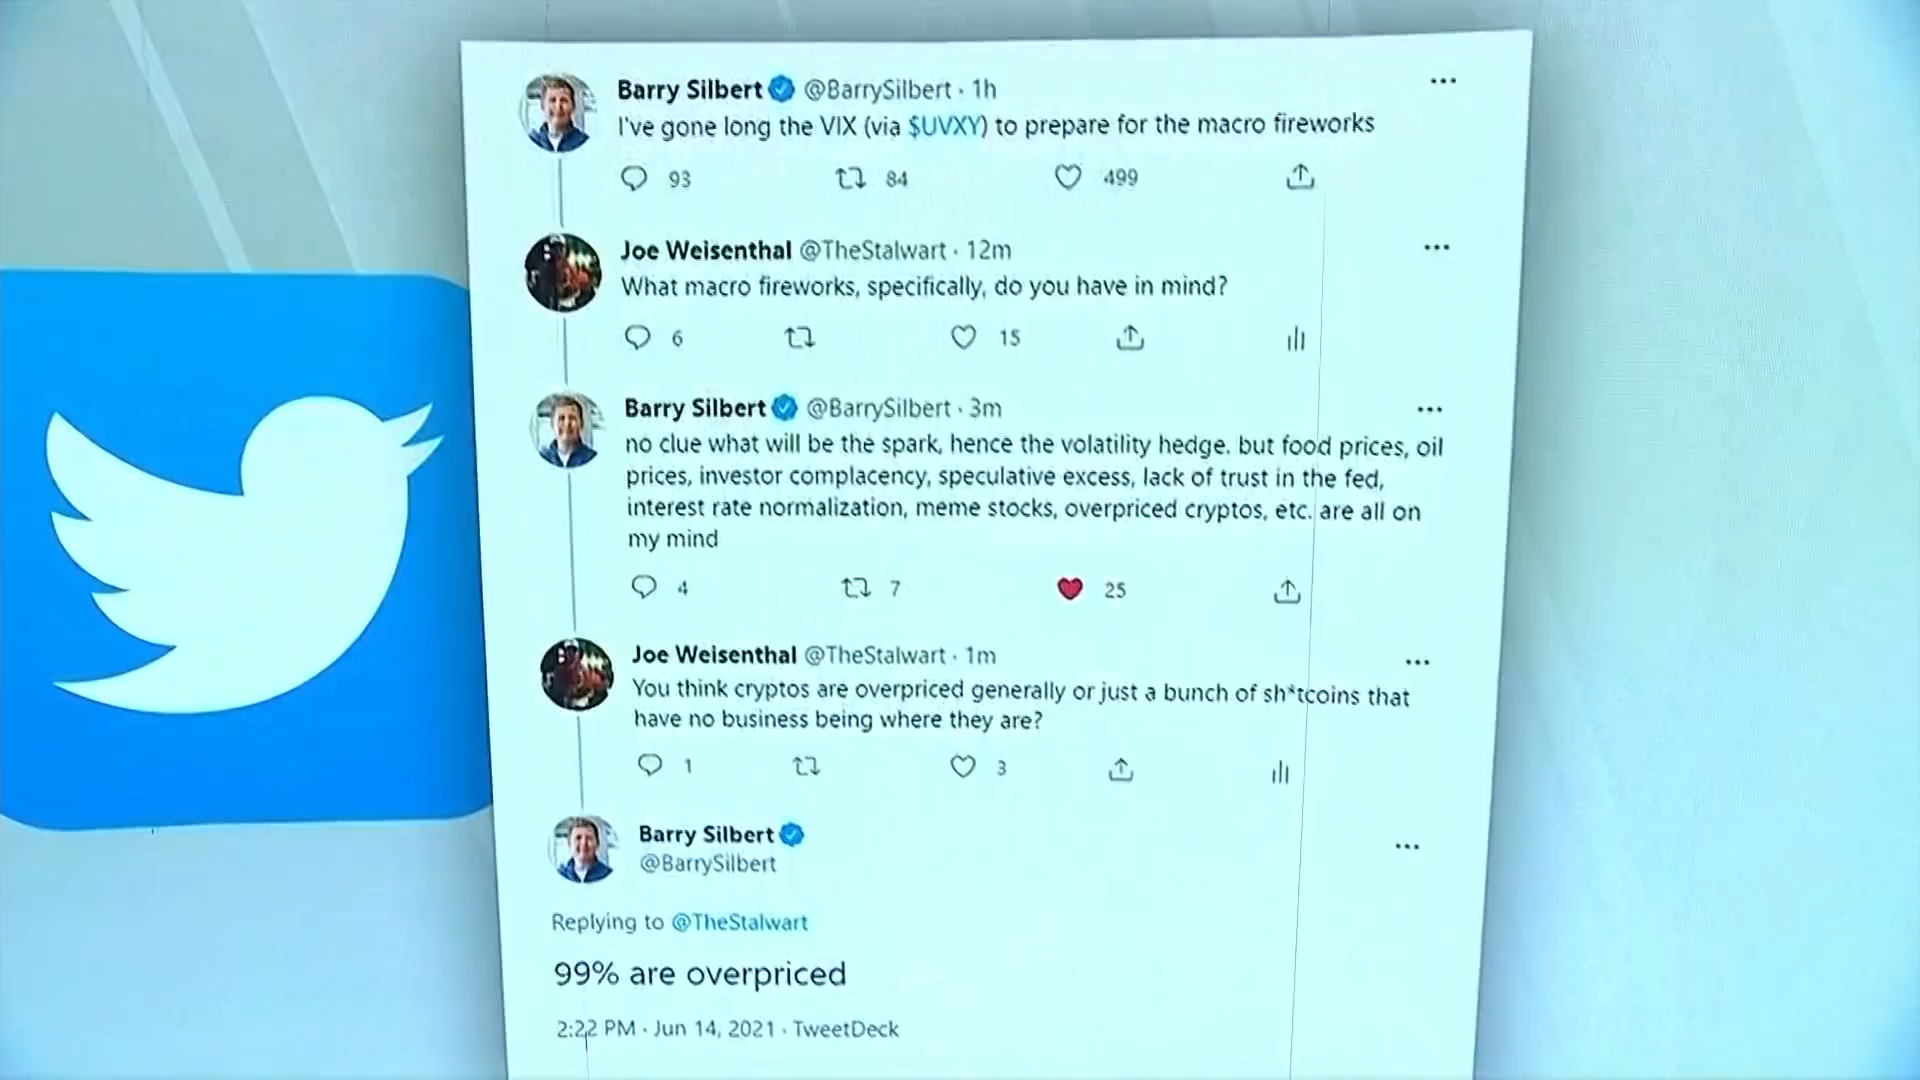 Barry Silbert @BarrySilbert · 1h
I've gone long the VIX (via $UVXY) to prepare for the macro fireworks
93 84 499
Joe Weisenthal @TheStalwart · 12m
What macro fireworks, specifically, do you have in mind?
6 15
Barry Silbert @BarrySilbert · 3m
no clue what will be the spark, hence the volatility hedge. but food prices, oil
prices, investor complacency, speculative excess, lack of trust in the fed,
interest rate normalization, meme stocks, overpriced cryptos, etc. are all on
my mind
4 7 25
Joe Weisenthal @TheStalwart · 1m
You think cryptos are overpriced generally or just a bunch of sh*tcoins that
have no business being where they are?
1 3
Barry Silbert
@BarrySilbert
Replying to @TheStalwart
99% are overpriced
2:22 PM · Jun 14, 2021 · TweetDeck